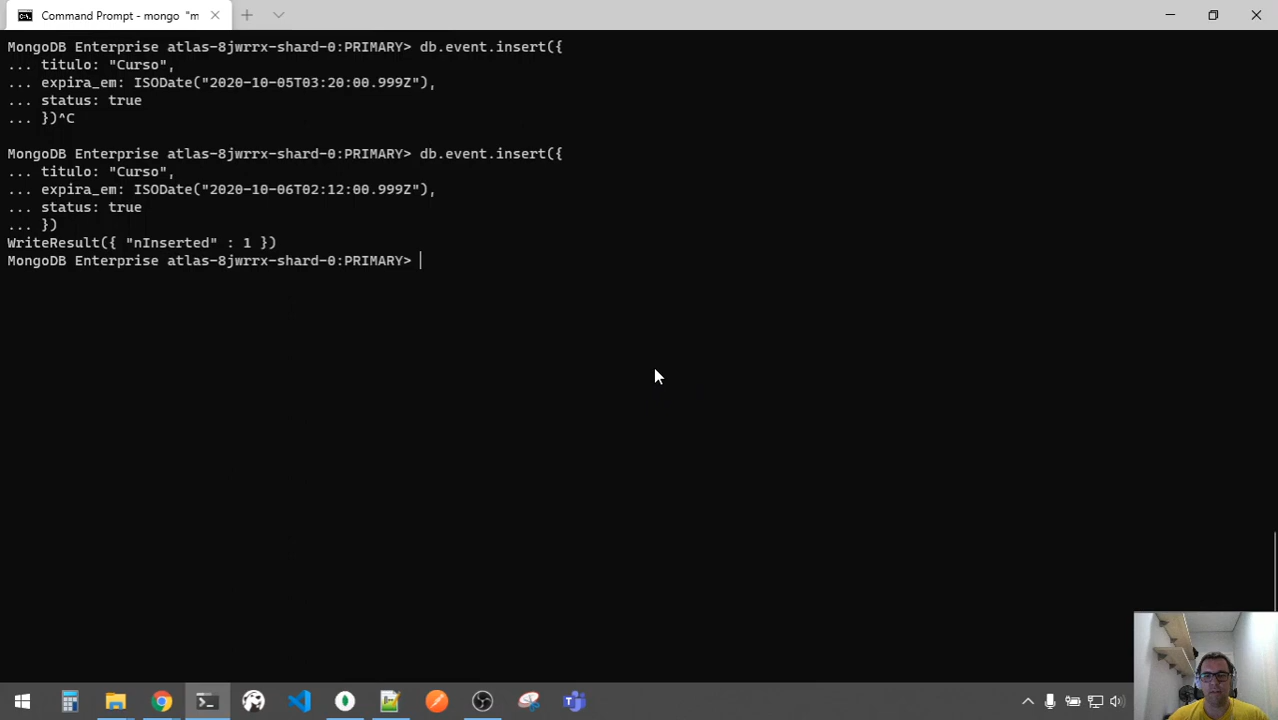 Command Prompt - mongo "m
MongoDB Enterprise atlas-8jwrrx-shard-0:PRIMARY> db.event.insert({
... titulo: "Curso",
... expira_em: ISODate("2020-10-05T03:20:00.999Z"),
... status: true
... })^C
MongoDB Enterprise atlas-8jwrrx-shard-0:PRIMARY> db.event.insert({
... titulo: "Curso",
... expira_em: ISODate("2020-10-06T02:12:00.999Z"),
... status: true
... })
WriteResult({ "nInserted" : 1 })
MongoDB Enterprise atlas-8jwrrx-shard-0:PRIMARY>